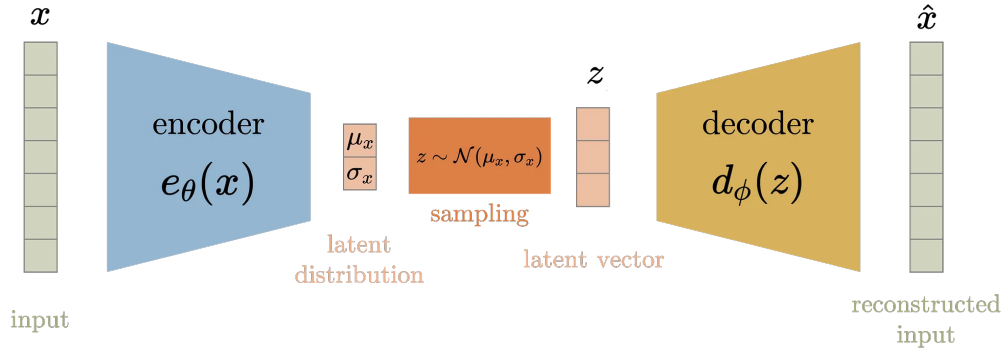 x
x̂
z
encoder
e_θ(x)
μ_x
σ_x
z ∼ 𝒩(μ_x, σ_x)
decoder
d_ϕ(z)
sampling
latent
distribution
latent vector
input
reconstructed
input